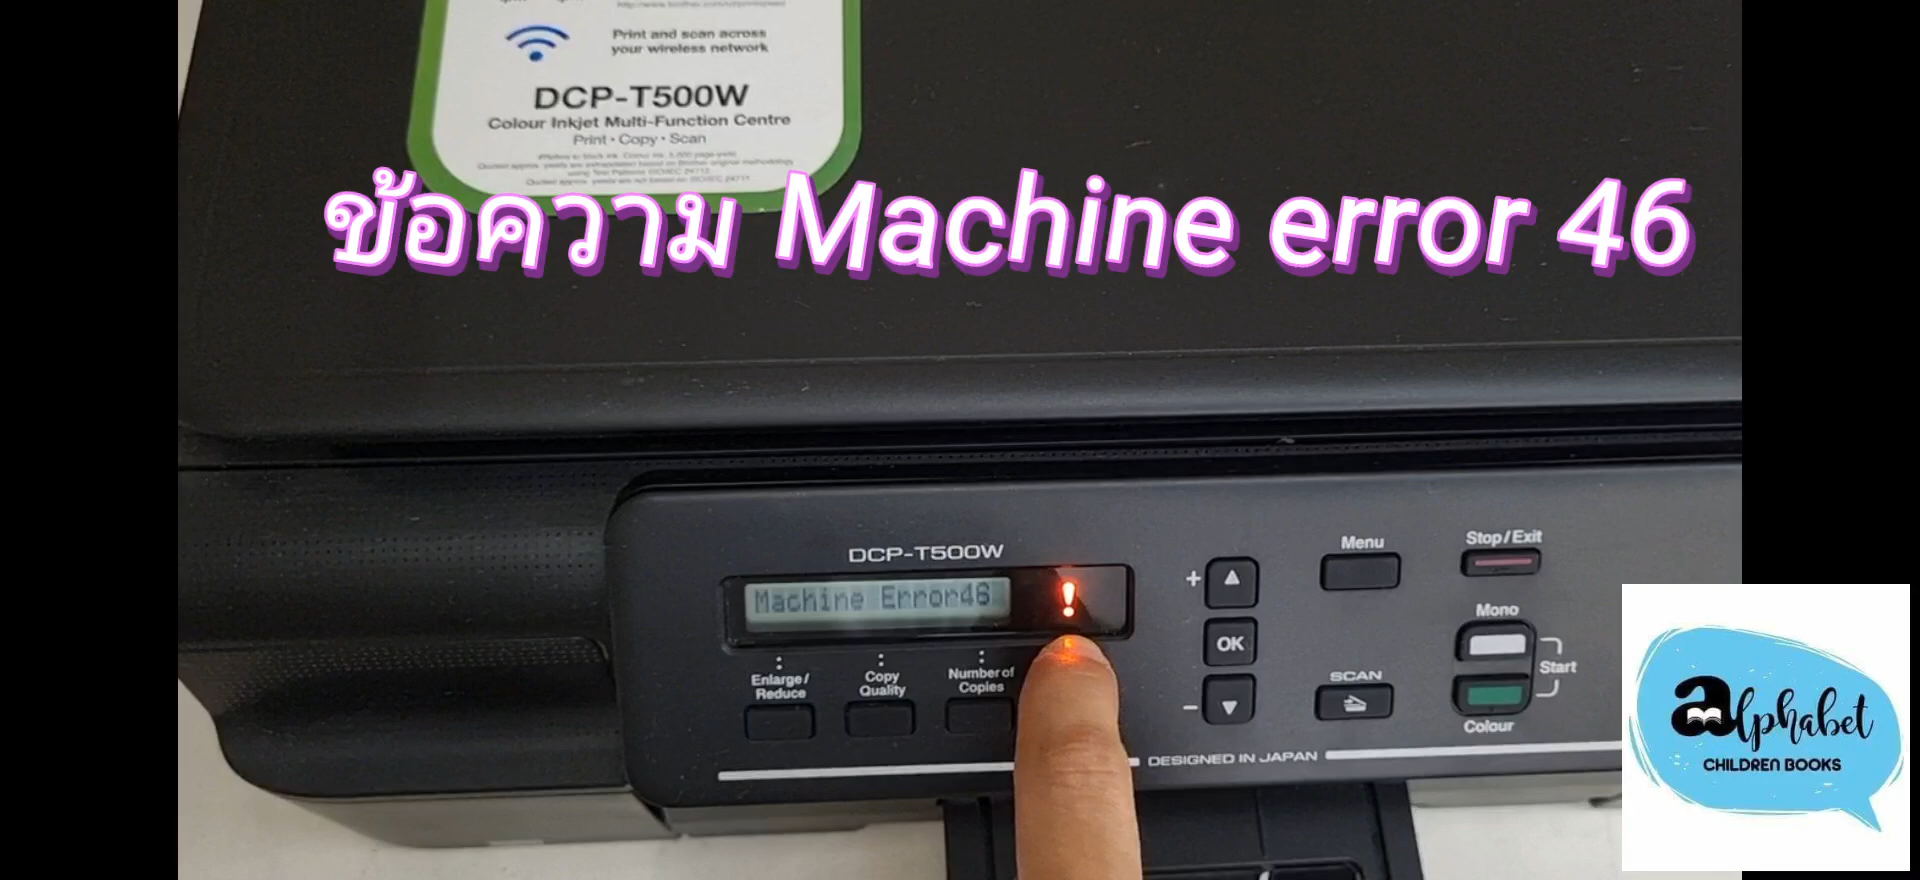 Print and scan across
your wireless network
DCP-T500W
Colour Inkjet Multi-Function Centre
Print • Copy • Scan
ข้อความ Machine error 46
DCP-T500W
Machine Error46
!
Enlarge/
Reduce
Copy
Quality
Number of
Copies
+
OK
−
Menu
SCAN
Stop/Exit
Mono
Start
Colour
DESIGNED IN JAPAN
alphabet
CHILDREN BOOKS